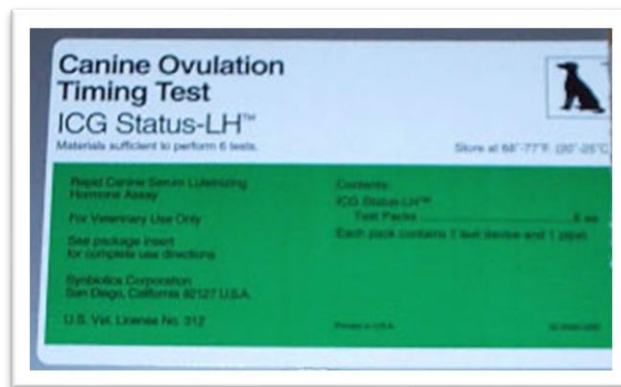 Canine Ovulation
Timing Test
ICG Status-LH™
Materials sufficient to perform 6 tests.
Store at 68°-77°F. (20°-25°C
Rapid Canine Serum Luteinizing
Hormone Assay
For Veterinary Use Only
See package insert
for complete use directions
Synbiotics Corporation
San Diego, California 92127 U.S.A.
U.S. Vet. License No. 312
Contents:
ICG Status-LH™
Test Packs 6 ea
Each pack contains 1 test device and 1 pipet
Printed in U.S.A.